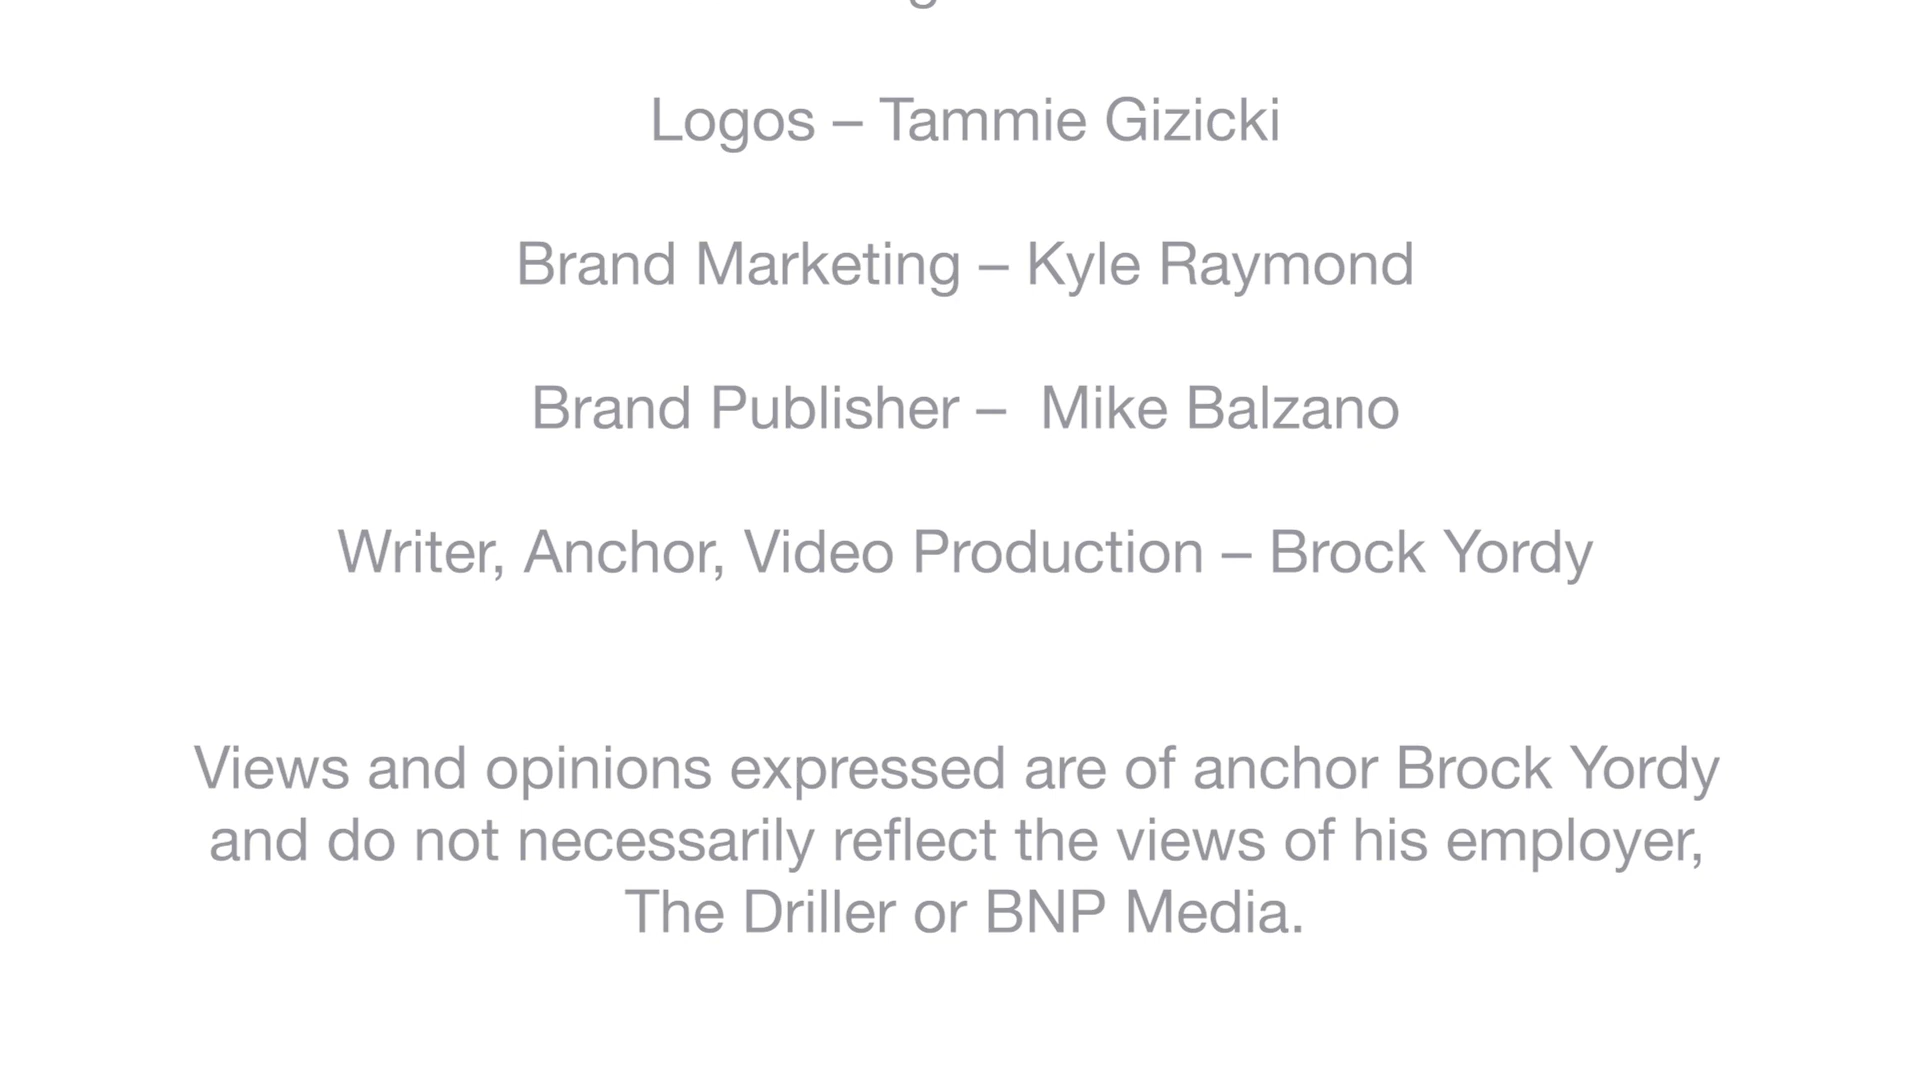 Logos – Tammie Gizicki
Brand Marketing – Kyle Raymond
Brand Publisher –  Mike Balzano
Writer, Anchor, Video Production – Brock Yordy
Views and opinions expressed are of anchor Brock Yordy
and do not necessarily reflect the views of his employer,
The Driller or BNP Media.